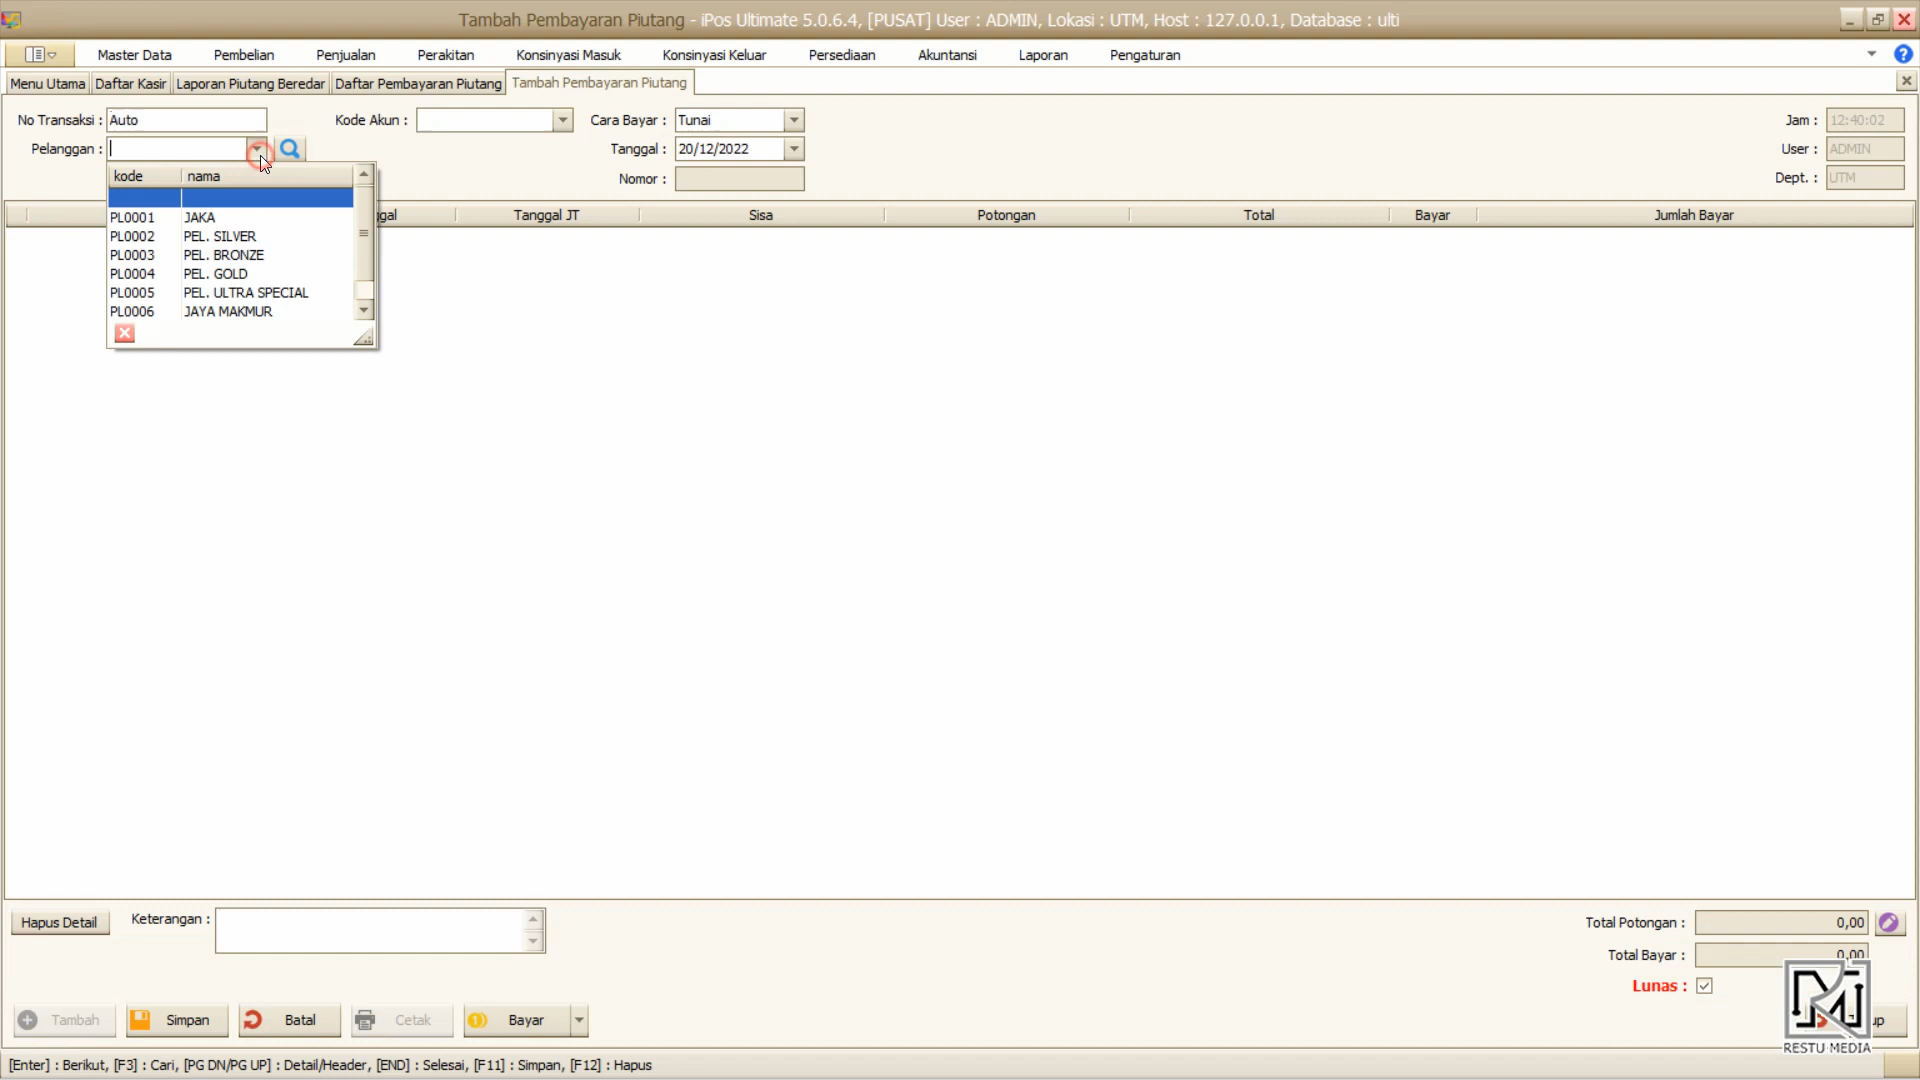 Tambah Pembayaran Piutang - iPos Ultimate 5.0.6.4, [PUSAT] User : ADMIN, Lokasi : UTM, Host : 127.0.0.1, Database : ulti
Master Data Pembelian Penjualan Perakitan Konsinyasi Masuk Konsinyasi Keluar Persediaan Akuntansi Laporan Pengaturan
Menu Utama Daftar Kasir Laporan Piutang Beredar Daftar Pembayaran Piutang Tambah Pembayaran Piutang
No Transaksi : Auto Kode Akun : Cara Bayar : Tunai Jam : 12:40:02
Pelanggan : Tanggal : 20/12/2022 User : ADMIN
Nomor : Dept. : UTM
kode nama
Tanggal JT Sisa Potongan Total Bayar Jumlah Bayar
PL0001 JAKA
PL0002 PEL. SILVER
PL0003 PEL. BRONZE
PL0004 PEL. GOLD
PL0005 PEL. ULTRA SPECIAL
PL0006 JAYA MAKMUR
Hapus Detail Keterangan : Total Potongan : 0,00
Total Bayar : 0,00
Lunas :
Tambah Simpan Batal Cetak Bayar
RESTU MEDIA
[Enter] : Berikut, [F3] : Cari, [PG DN/PG UP] : Detail/Header, [END] : Selesai, [F11] : Simpan, [F12] : Hapus